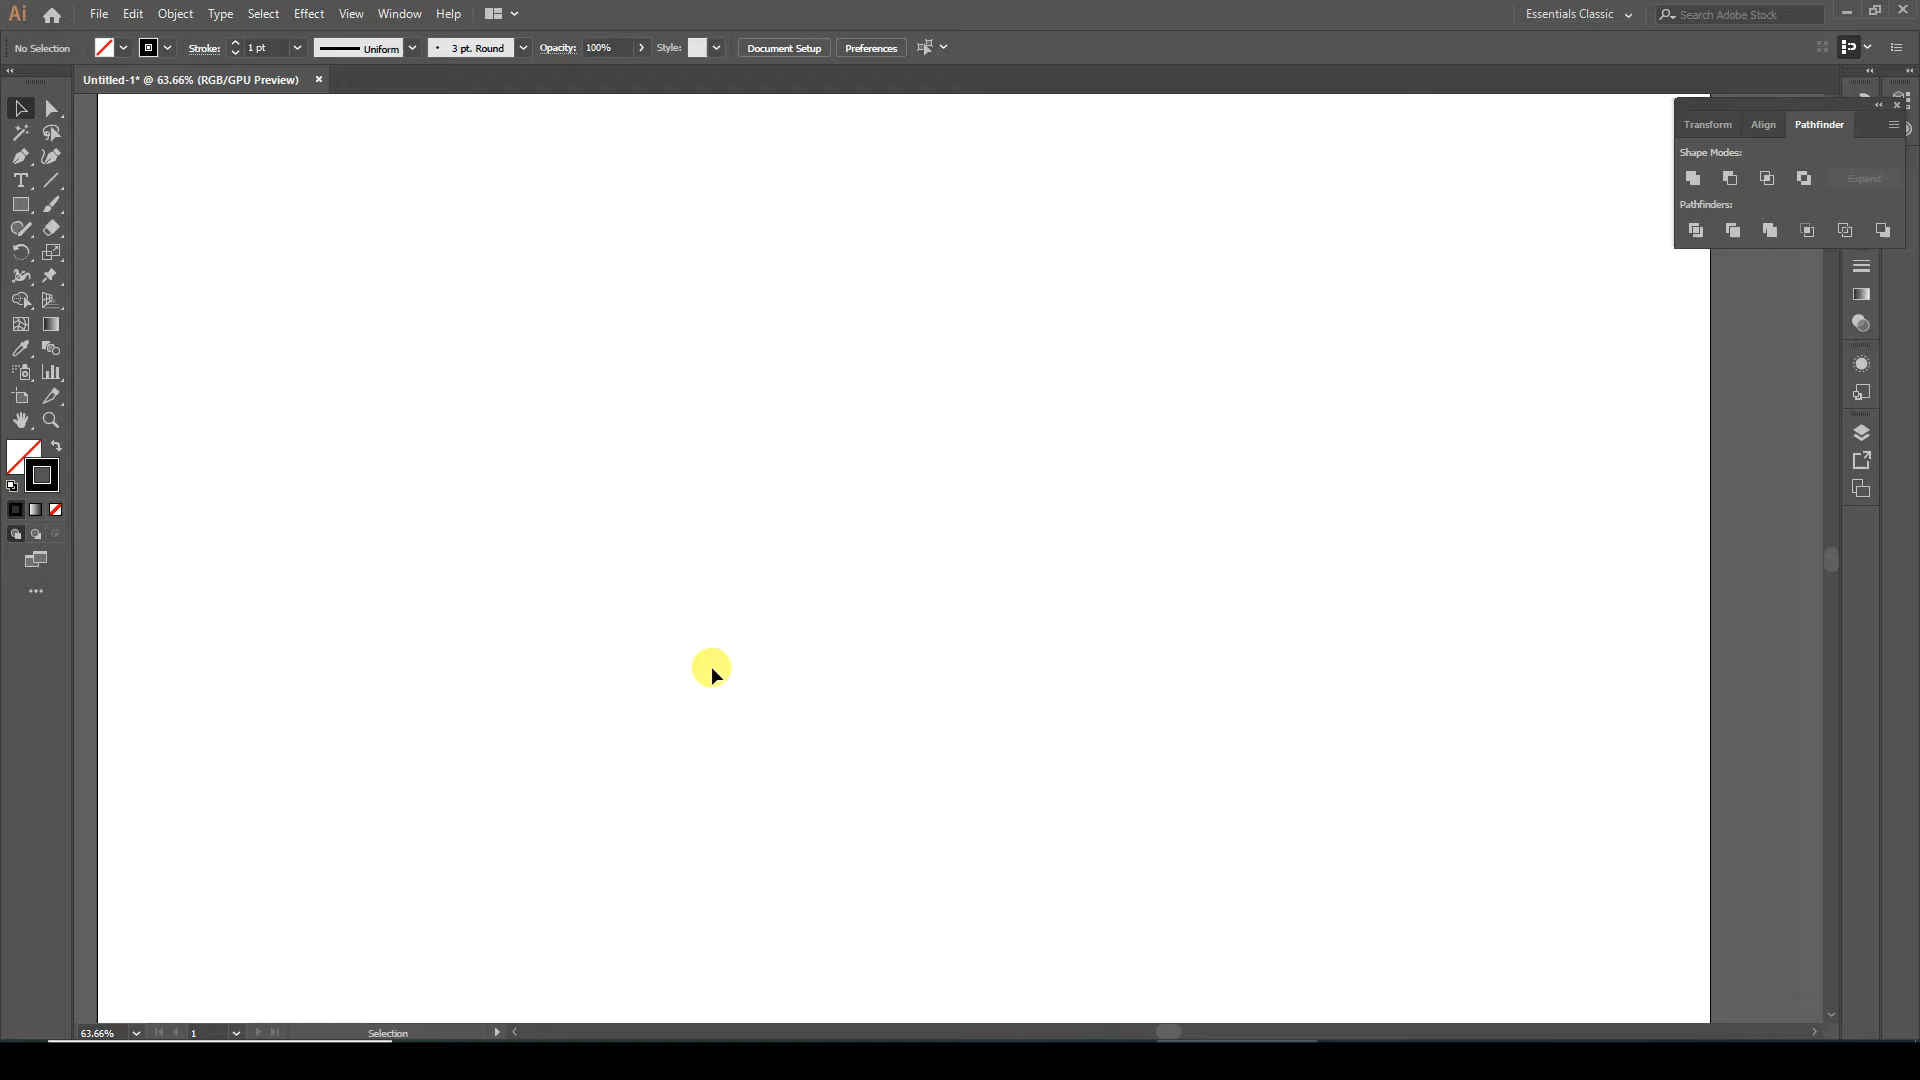 Ai File Edit Object Type Select Effect View Window Help Essentials Classic Search Adobe Stock
No Selection Stroke: 1 pt Uniform 3 pt. Round Opacity: 100% Style: Document Setup Preferences
Untitled-1* @ 63.66% (RGB/GPU Preview)
Transform Align Pathfinder
Shape Modes:
Expand
Pathfinders:
63.66% 1 Selection